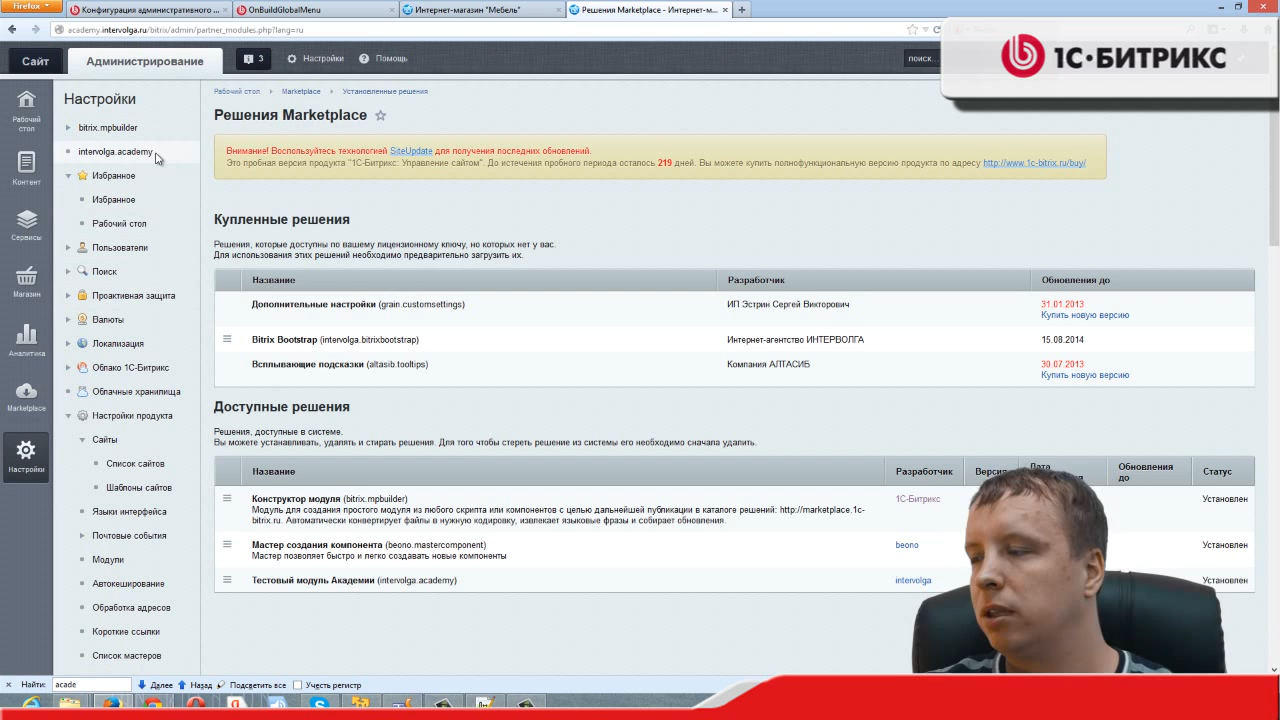 Firefox
Конфигурация административного ...
OnBuildGlobalMenu
Интернет-магазин "Мебель"
Решения Marketplace - Интернет-м...
academy.intervolga.ru/bitrix/admin/partner_modules.php?lang=ru
Сайт
Администрирование
3
Настройки
Помощь
поиск...
1С·БИТРИКС
Рабочий стол
Контент
Сервисы
Магазин
Аналитика
Marketplace
Настройки
Настройки
bitrix.mpbuilder
intervolga.academy
Избранное
Избранное
Рабочий стол
Пользователи
Поиск
Проактивная защита
Валюты
Локализация
Облако 1С-Битрикс
Облачные хранилища
Настройки продукта
Сайты
Список сайтов
Шаблоны сайтов
Языки интерфейса
Почтовые события
Модули
Автокеширование
Обработка адресов
Короткие ссылки
Список мастеров
Рабочий стол Marketplace Установленные решения
Решения Marketplace
Внимание! Воспользуйтесь технологией SiteUpdate для получения последних обновлений.
Это пробная версия продукта "1С-Битрикс: Управление сайтом". До истечения пробного периода осталось 219 дней. Вы можете купить полнофункциональную версию продукта по адресу http://www.1c-bitrix.ru/buy/
Купленные решения
Решения, которые доступны по вашему лицензионному ключу, но которых нет у вас.
Для использования этих решений необходимо предварительно загрузить их.
Название Разработчик Обновления до
Дополнительные настройки (grain.customsettings) ИП Эстрин Сергей Викторович 31.01.2013
Купить новую версию
Bitrix Bootstrap (intervolga.bitrixbootstrap) Интернет-агентство ИНТЕРВОЛГА 15.08.2014
Всплывающие подсказки (altasib.tooltips) Компания АЛТАСИБ 30.07.2013
Купить новую версию
Доступные решения
Решения, доступные в системе.
Вы можете устанавливать, удалять и стирать решения. Для того чтобы стереть решение из системы его необходимо сначала удалить.
Название Разработчик Обновления до Статус
Конструктор модуля (bitrix.mpbuilder) 1С-Битрикс Установлен
Модуль для создания простого модуля из любого скрипта или компонентов с целью дальнейшей публикации в каталоге решений: http://marketplace.1c-
bitrix.ru. Автоматически конвертирует файлы в нужную кодировку, извлекает языковые фразы и собирает обновления.
Мастер создания компонента (beono.mastercomponent) beono Установлен
Мастер позволяет быстро и легко создавать новые компоненты
Тестовый модуль Академии (intervolga.academy) intervolga Установлен
Найти: acade Далее Назад Подсветить все Учесть регистр